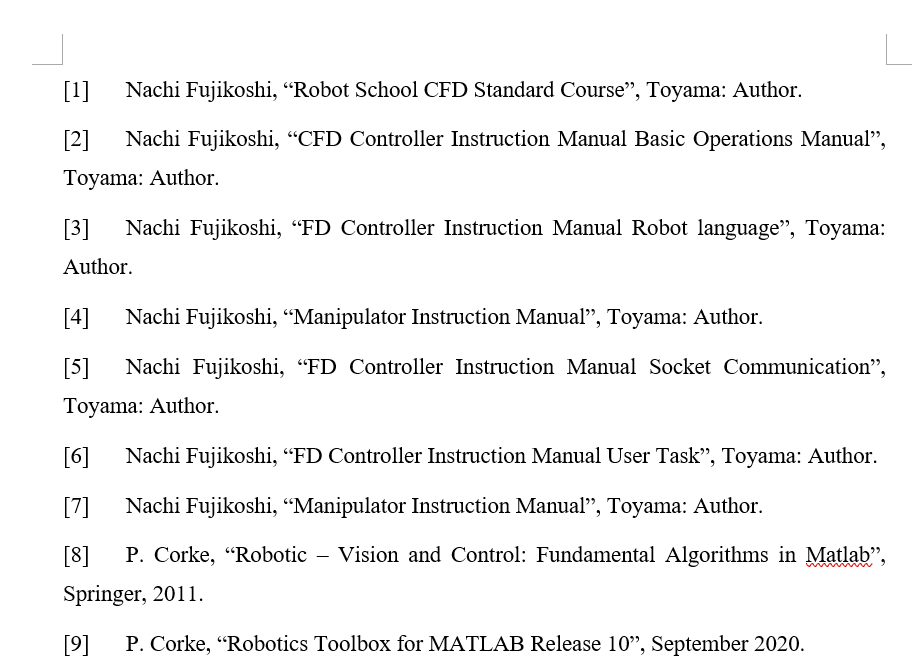 [1] Nachi Fujikoshi, “Robot School CFD Standard Course”, Toyama: Author.
[2] Nachi Fujikoshi, “CFD Controller Instruction Manual Basic Operations Manual”,
Toyama: Author.
[3] Nachi Fujikoshi, “FD Controller Instruction Manual Robot language”, Toyama:
Author.
[4] Nachi Fujikoshi, “Manipulator Instruction Manual”, Toyama: Author.
[5] Nachi Fujikoshi, “FD Controller Instruction Manual Socket Communication”,
Toyama: Author.
[6] Nachi Fujikoshi, “FD Controller Instruction Manual User Task”, Toyama: Author.
[7] Nachi Fujikoshi, “Manipulator Instruction Manual”, Toyama: Author.
[8] P. Corke, “Robotic – Vision and Control: Fundamental Algorithms in Matlab”,
Springer, 2011.
[9] P. Corke, “Robotics Toolbox for MATLAB Release 10”, September 2020.